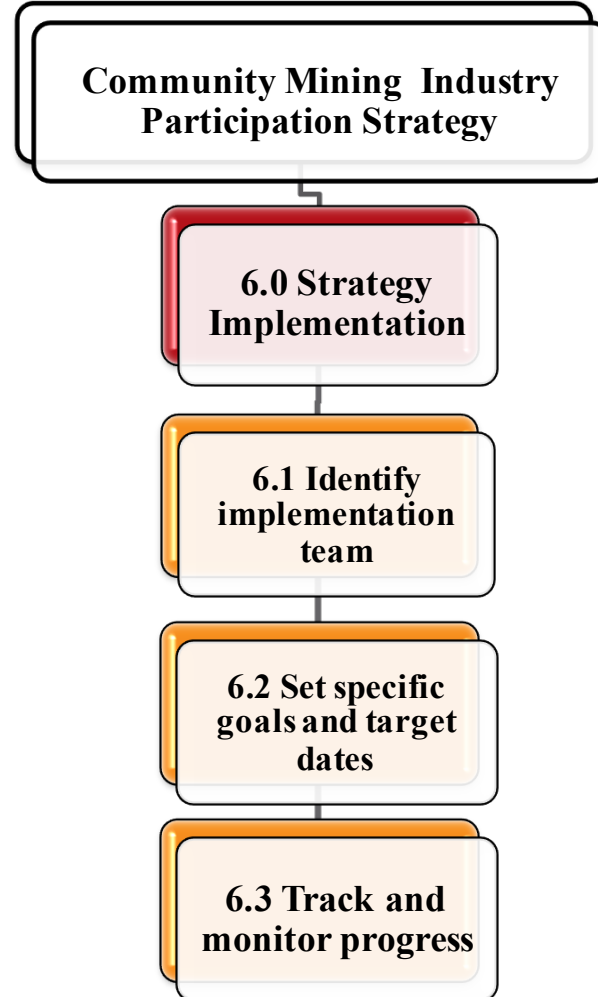 Community Mining Industry
Participation Strategy
6.0 Strategy
Implementation
6.1 Identify
implementation
team
6.2 Set specific
goals and target
dates
6.3 Track and
monitor progress